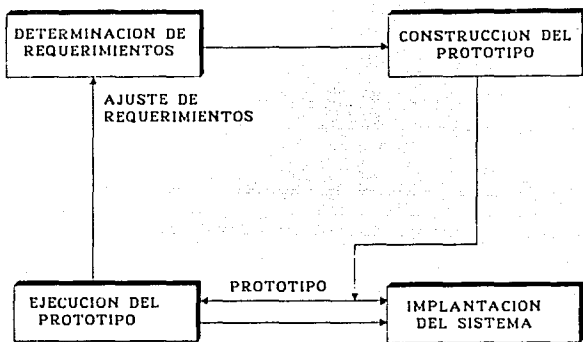 DETERMINACION DE
REQUERIMIENTOS
CONSTRUCCION DEL
PROTOTIPO
AJUSTE DE
REQUERIMIENTOS
PROTOTIPO
EJECUCION DEL
PROTOTIPO
IMPLANTACION
DEL SISTEMA